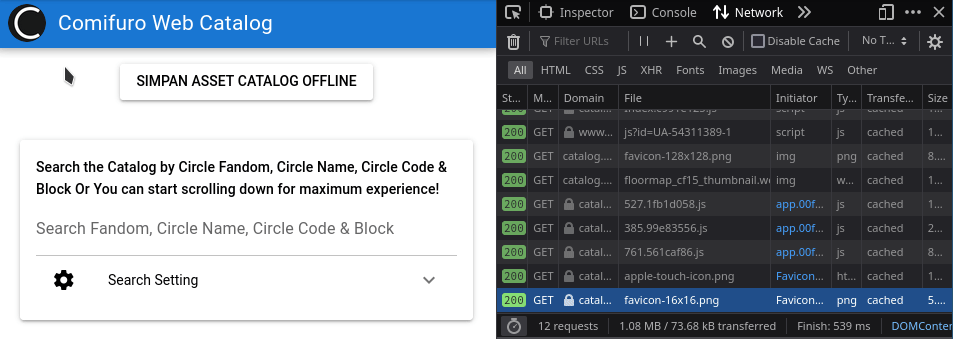 Comifuro Web Catalog
SIMPAN ASSET CATALOG OFFLINE
Search the Catalog by Circle Fandom, Circle Name, Circle Code &
Block Or You can start scrolling down for maximum experience!
Search Fandom, Circle Name, Circle Code & Block
Search Setting
Inspector Console Network
Filter URLs Disable Cache No T...
All HTML CSS JS XHR Fonts Images Media WS Other
St... M... Domain File Initiator Ty... Transfe... Size
200 GET catal... script js cached 1...
200 GET www... js?id=UA-54311389-1 script js cached 1...
200 GET catalog.... favicon-128x128.png img png cached 8...
200 GET catalog.... floormap_cf15_thumbnail.we img w... cached 1...
200 GET catal... 527.1fb1d058.js app.00f... js cached 1...
200 GET catal... 385.99e83556.js app.00f... js cached 2...
200 GET catal... 761.561caf86.js app.00f... js cached 8...
200 GET catal... apple-touch-icon.png Favicon... ht... cached 1...
200 GET catal... favicon-16x16.png Favicon... png cached 5...
12 requests 1.08 MB / 73.68 kB transferred Finish: 539 ms DOMConten